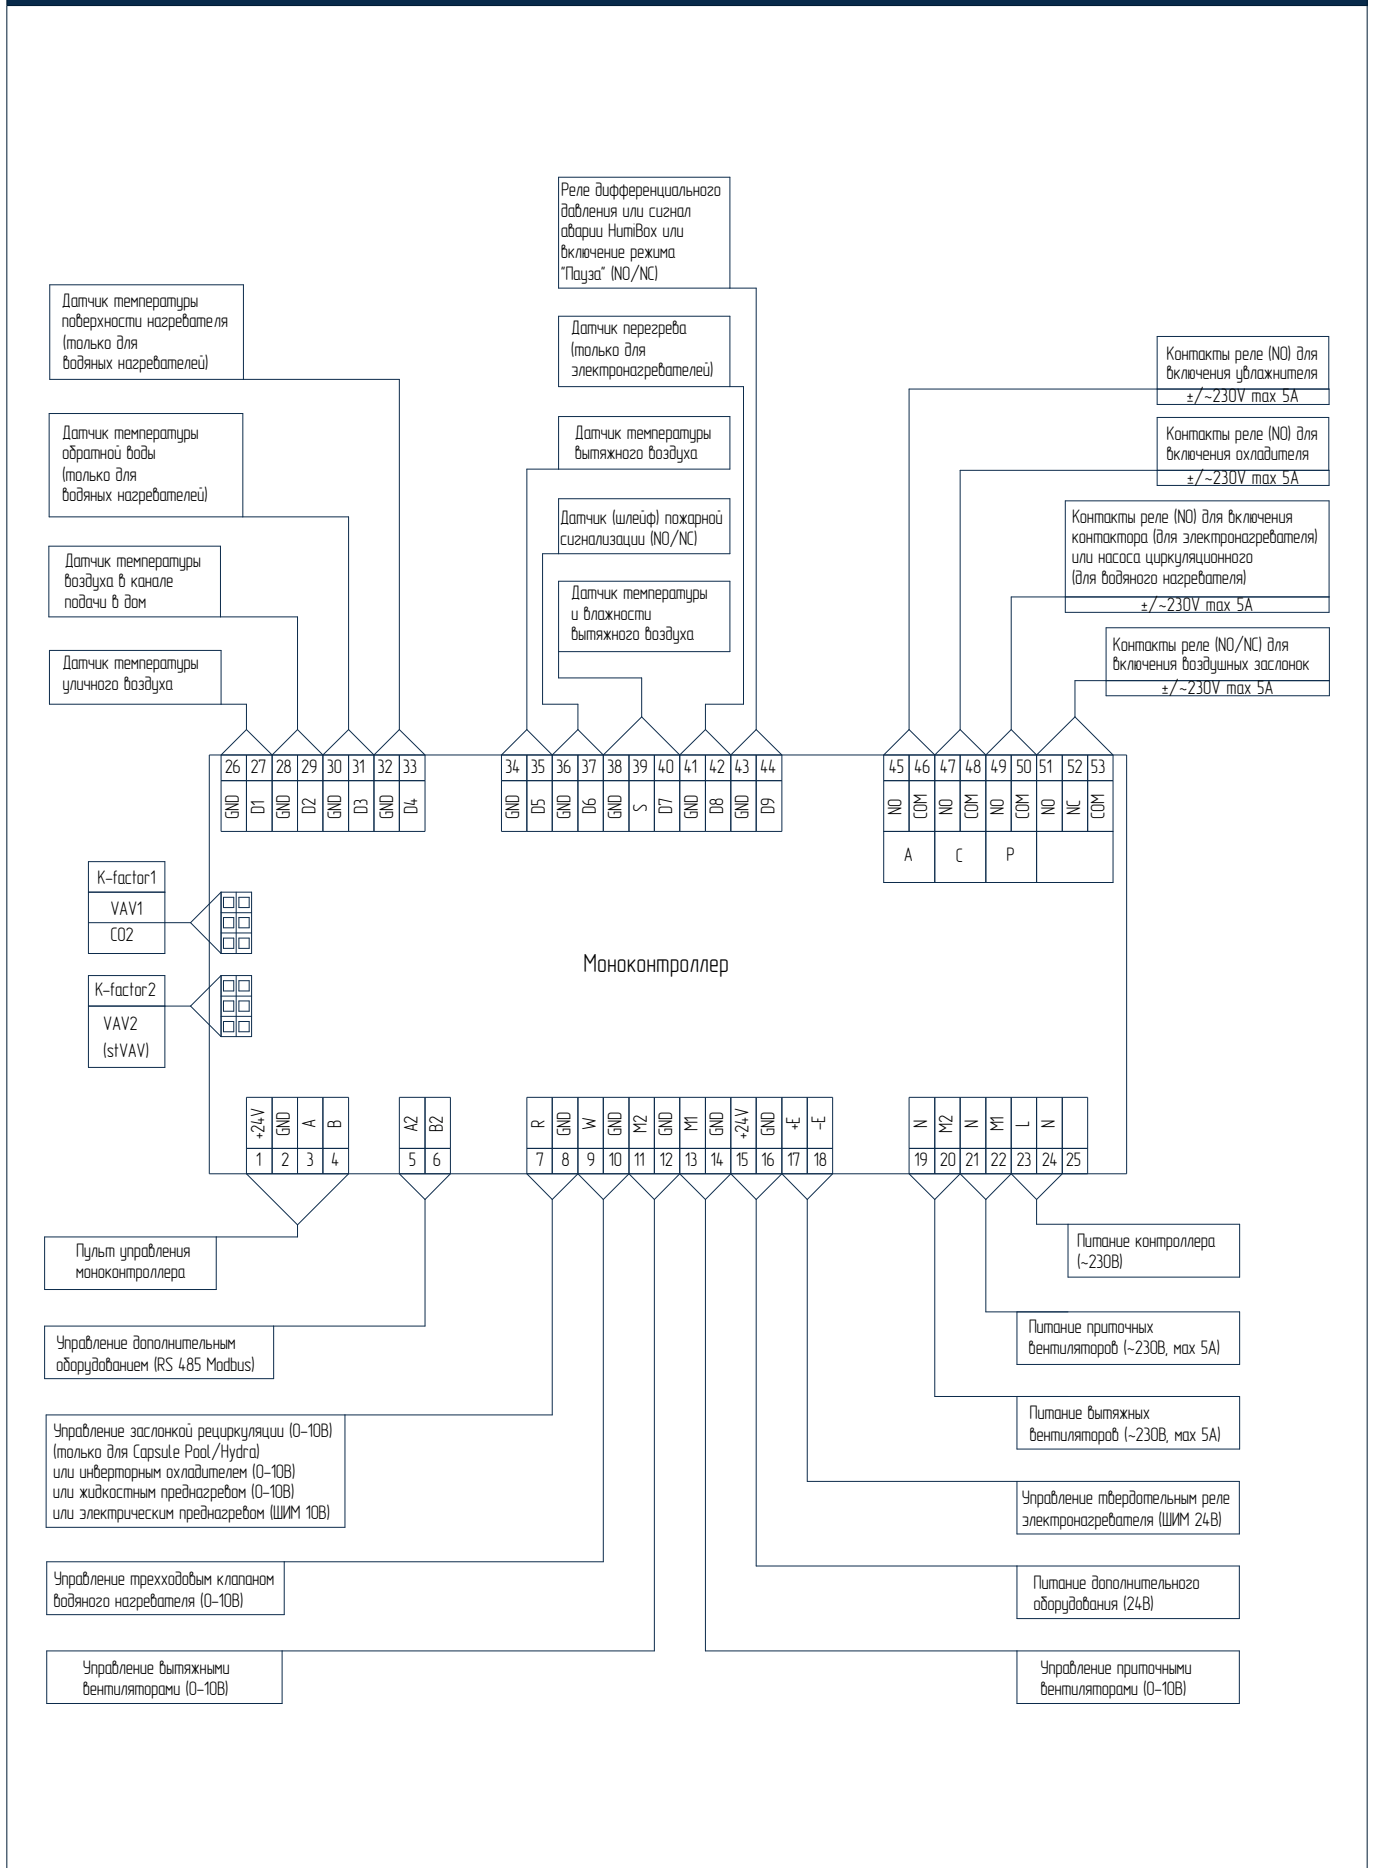 Реле дифференциального
давления или сигнал
аварии HumiBox или
включение режима
"Пауза" (NO/NC)
Датчик температуры
поверхности нагревателя
(только для
водяных нагревателей)
Датчик перегрева
(только для
электронагревателей)
Контакты реле (NO) для
включения увлажнителя
±/~230V max 5A
Датчик температуры
обратной воды
(только для
водяных нагревателей)
Датчик температуры
вытяжного воздуха
Контакты реле (NO) для
включения охладителя
±/~230V max 5A
Датчик (шлейф) пожарной
сигнализации (NO/NC)
Контакты реле (NO) для включения
контактора (для электронагревателя)
или насоса циркуляционного
(для водяного нагревателя)
±/~230V max 5A
Датчик температуры
воздуха в канале
подачи в дом
Датчик температуры
и влажности
вытяжного воздуха
Контакты реле (NO/NC) для
включения воздушных заслонок
±/~230V max 5A
Датчик температуры
уличного воздуха
26 27 28 29 30 31 32 33
GND D1 GND D2 GND D3 GND D4
34 35 36 37 38 39 40 41 42 43 44
GND D5 GND D6 GND S D7 GND D8 GND D9
45 46 47 48 49 50 51 52 53
NO COM NO COM NO COM NO NC COM
A C P
K-factor1
VAV1
CO2
Моноконтроллер
K-factor2
VAV2
(stVAV)
+24V GND A B
1 2 3 4
A2 B2
5 6
R GND W GND M2 GND M1 GND +24V GND +E -E
7 8 9 10 11 12 13 14 15 16 17 18
N M2 N M1 L N
19 20 21 22 23 24 25
Пульт управления
моноконтроллера
Питание контроллера
(~230В)
Управление дополнительным
оборудованием (RS 485 Modbus)
Питание приточных
вентиляторов (~230В, мах 5А)
Управление заслонкой рециркуляции (0-10В)
(только для Capsule Pool/Hydra)
или инверторным охладителем (0-10В)
или жидкостным преднагревом (0-10В)
или электрическим преднагревом (ШИМ 10В)
Питание вытяжных
вентиляторов (~230В, мах 5А)
Управление твердотельным реле
электронагревателя (ШИМ 24В)
Управление трехходовым клапаном
водяного нагревателя (0-10В)
Питание дополнительного
оборудования (24В)
Управление вытяжными
вентиляторами (0-10В)
Управление приточными
вентиляторами (0-10В)